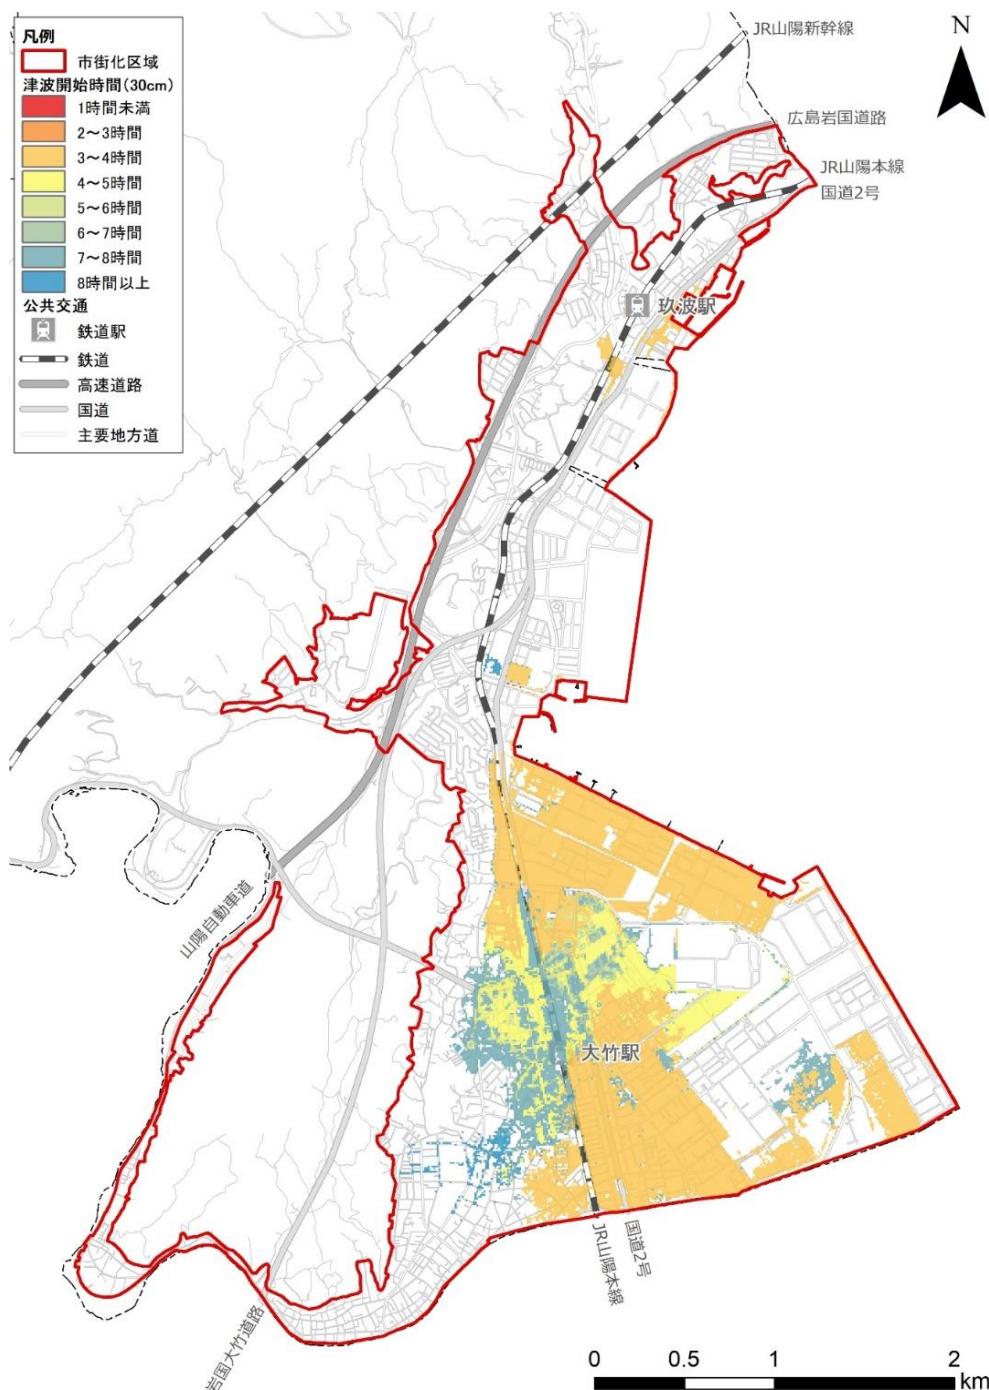 凡例
市街化区域
津波開始時間(30cm)
1時間未満
2～3時間
3～4時間
4～5時間
5～6時間
6～7時間
7～8時間
8時間以上
公共交通
鉄道駅
鉄道
高速道路
国道
主要地方道
N
JR山陽新幹線
広島岩国道路
JR山陽本線
国道2号
玖波駅
山陽自動車道
大竹駅
国道2号
JR山陽本線
岩国大竹道路
0 0.5 1 2
km